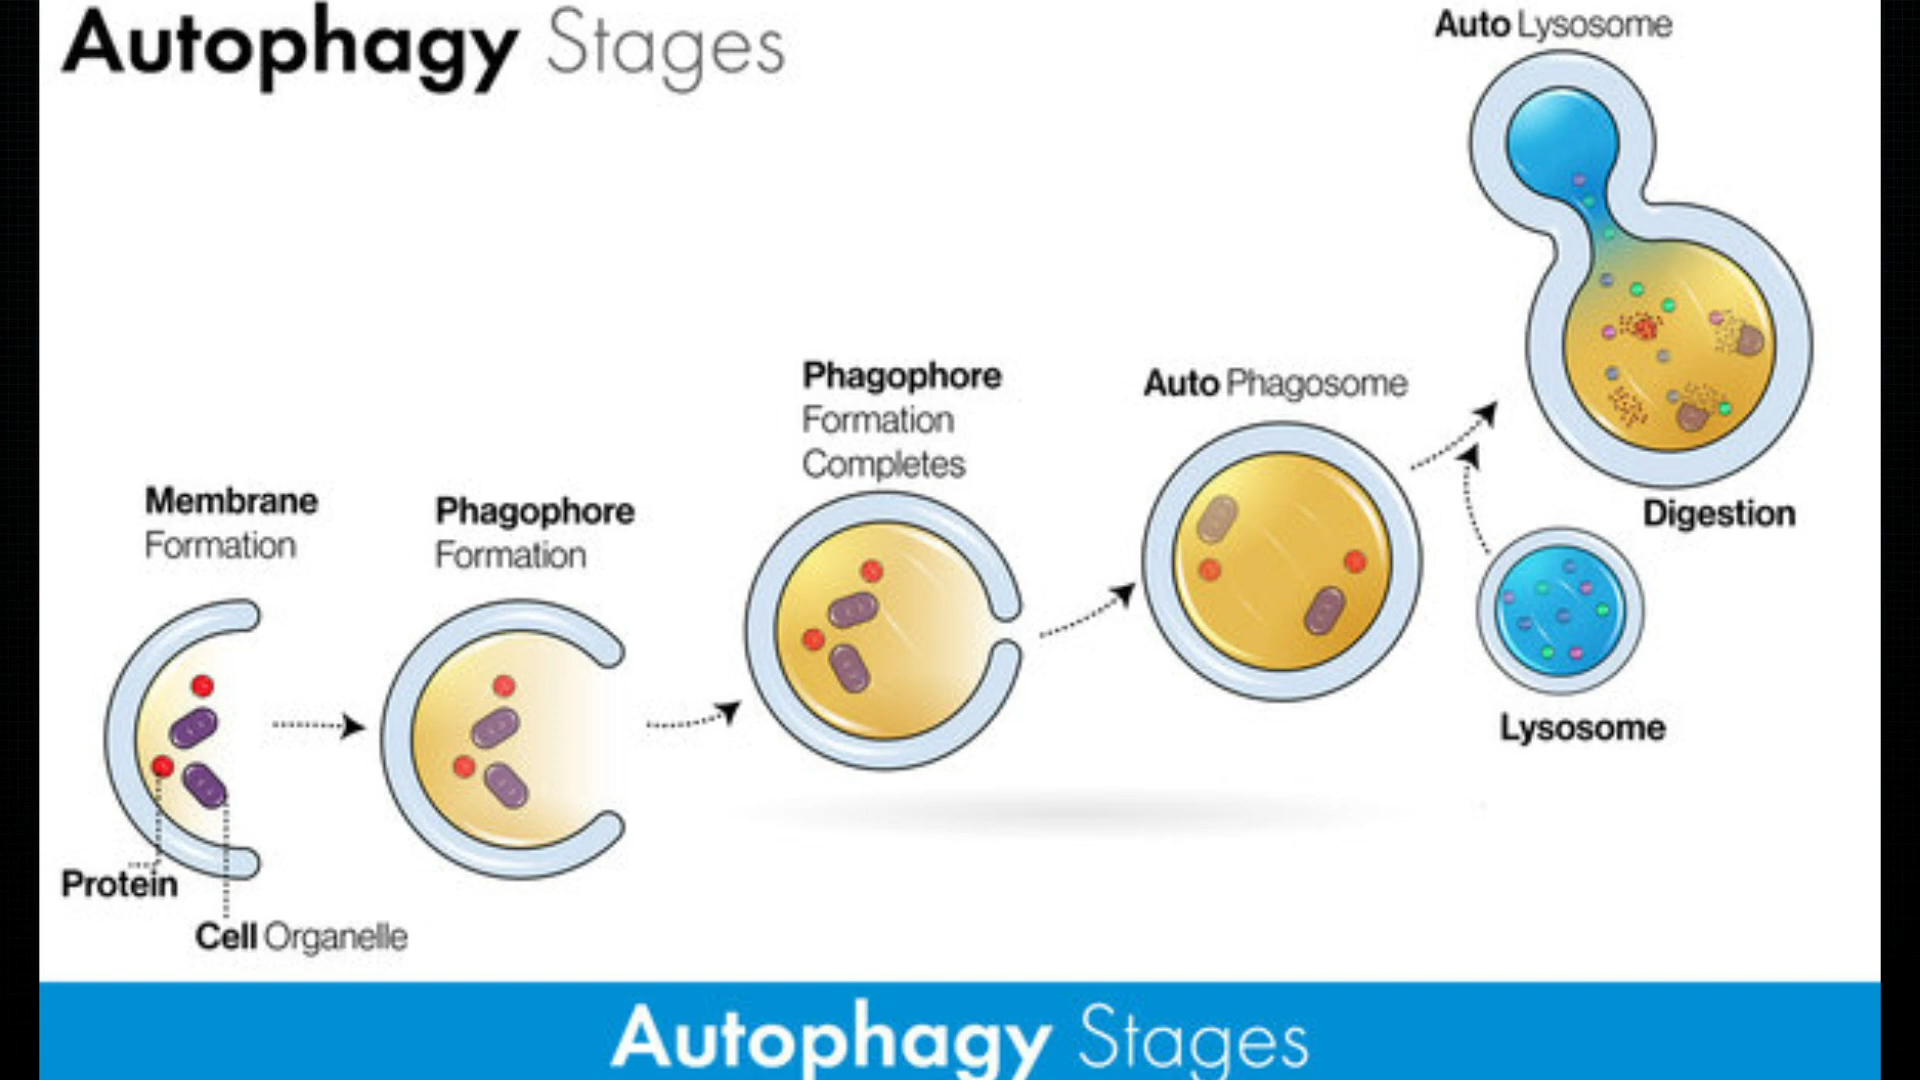 Autophagy Stages
Auto Lysosome
Phagophore
Formation
Completes
Auto Phagosome
Membrane
Formation
Phagophore
Formation
Digestion
Lysosome
Protein
Cell Organelle
Autophagy Stages